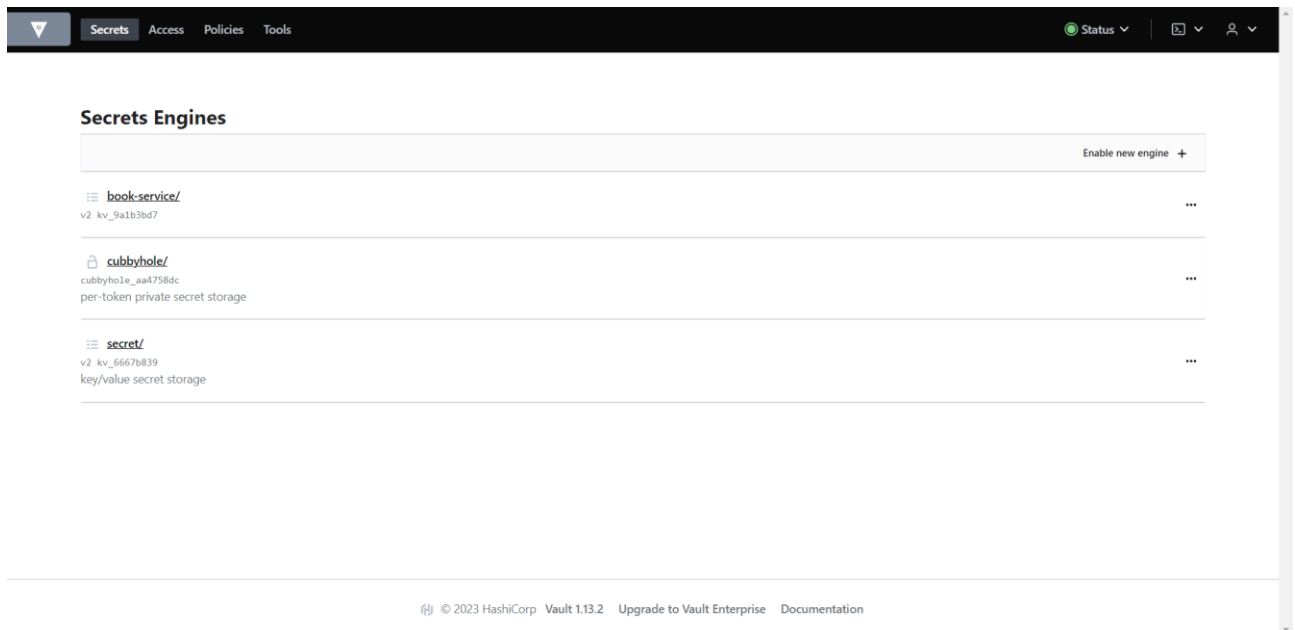 Secrets Access Policies Tools Status
Secrets Engines
Enable new engine +
book-service/
v2 kv_9a1b3bd7
cubbyhole/
cubbyhole_aa4758dc
per-token private secret storage
secret/
v2 kv_6667b839
key/value secret storage
© 2023 HashiCorp Vault 1.13.2 Upgrade to Vault Enterprise Documentation